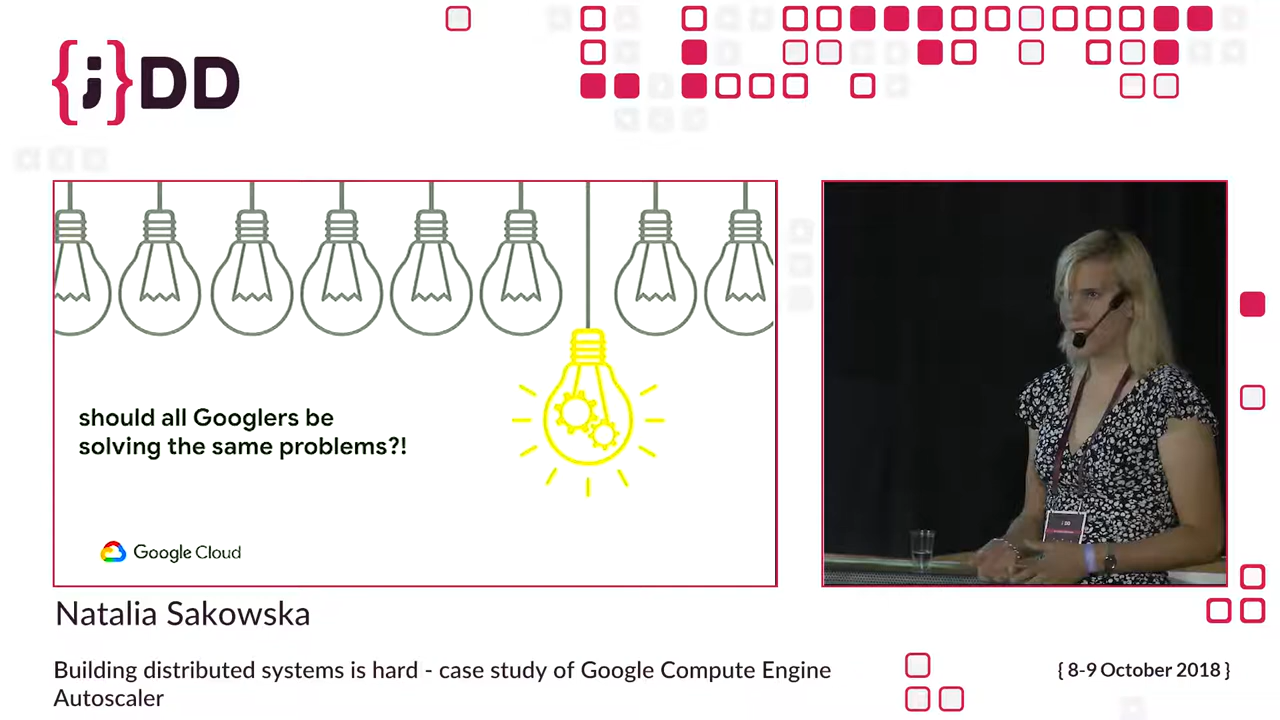 {j}DD
should all Googlers be
solving the same problems?!
Google Cloud
j DD
Natalia Sakowska
Building distributed systems is hard - case study of Google Compute Engine
Autoscaler
{ 8-9 October 2018 }